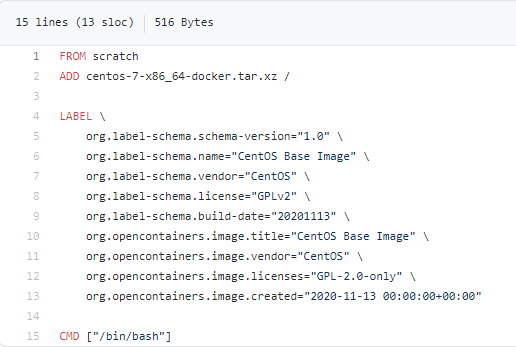 15 lines (13 sloc) 516 Bytes
1 FROM scratch
2 ADD centos-7-x86_64-docker.tar.xz /
3
4 LABEL \
5 org.label-schema.schema-version="1.0" \
6 org.label-schema.name="CentOS Base Image" \
7 org.label-schema.vendor="CentOS" \
8 org.label-schema.license="GPLv2" \
9 org.label-schema.build-date="20201113" \
10 org.opencontainers.image.title="CentOS Base Image" \
11 org.opencontainers.image.vendor="CentOS" \
12 org.opencontainers.image.licenses="GPL-2.0-only" \
13 org.opencontainers.image.created="2020-11-13 00:00:00+00:00"
14
15 CMD ["/bin/bash"]